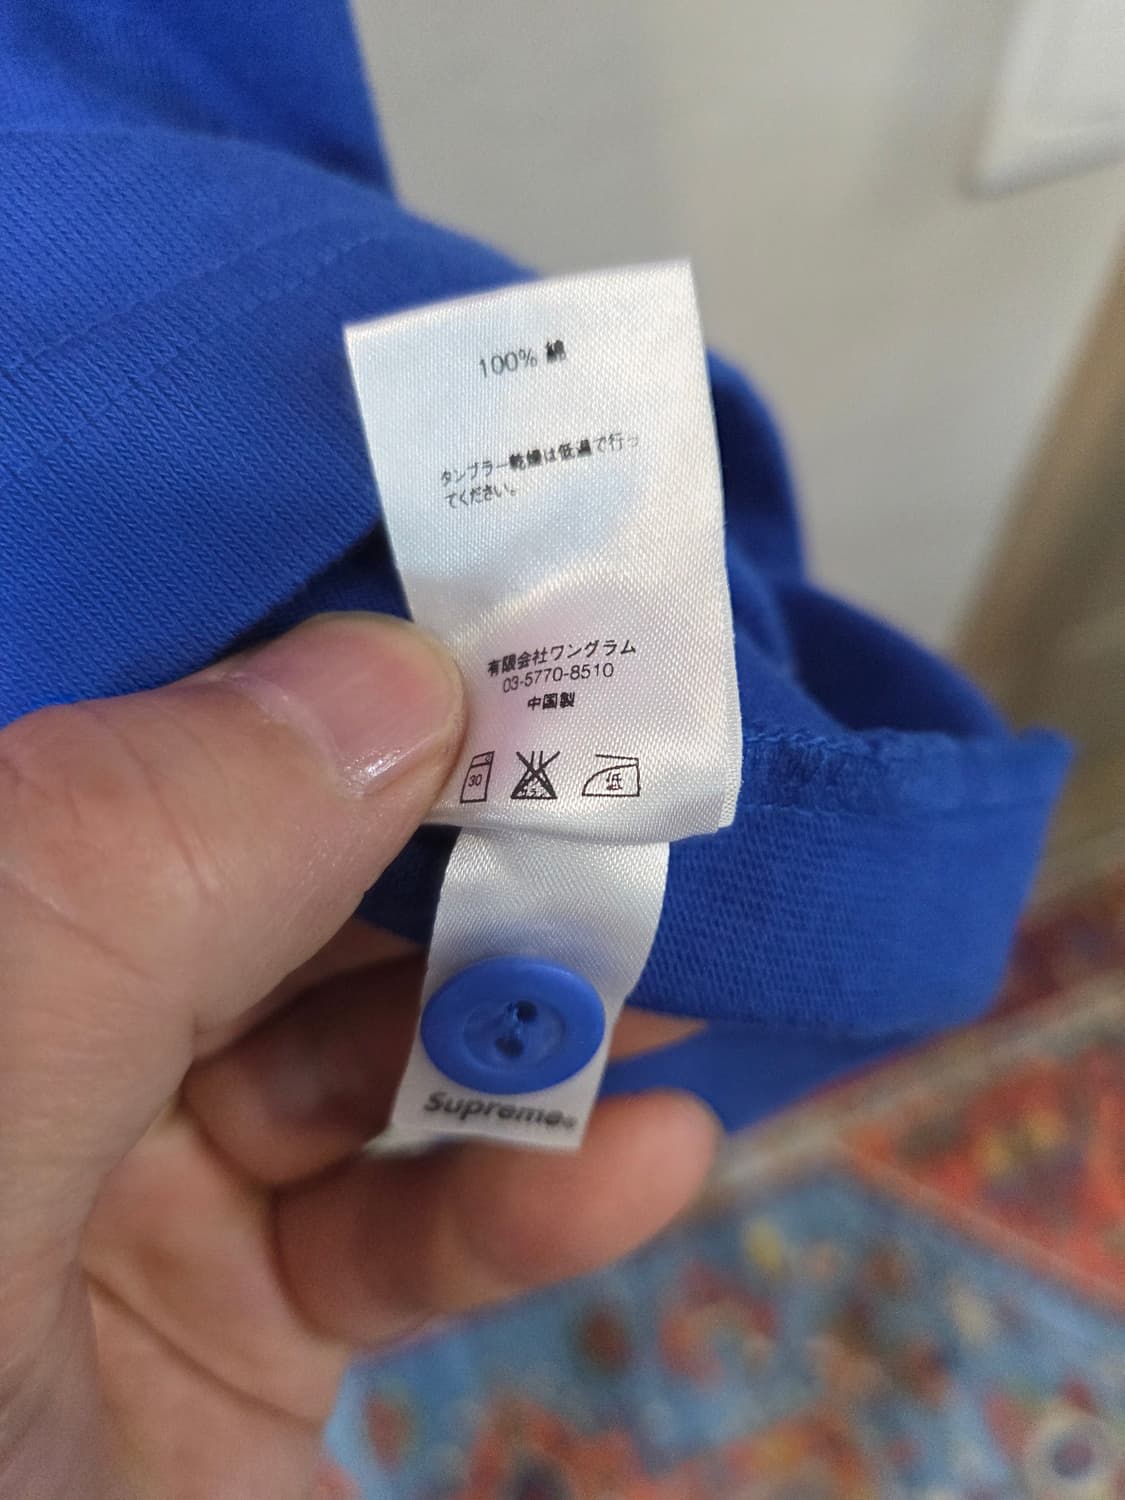 100% 綿
タンブラー乾燥は低温で行っ
てください。
有限会社ワングラム
03-5770-8510
中国製
30
低
Supreme®